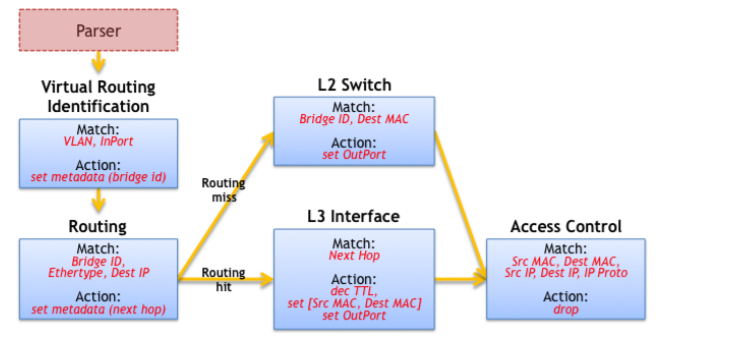 Parser
Virtual Routing
Identification
Match:
VLAN, InPort
Action:
set metadata (bridge id)
Routing
Match:
Bridge ID,
Ethertype, Dest IP
Action:
set metadata (next hop)
Routing
miss
Routing
hit
L2 Switch
Match:
Bridge ID, Dest MAC
Action:
set OutPort
L3 Interface
Match:
Next Hop
Action:
dec TTL,
set [Src MAC, Dest MAC]
set OutPort
Access Control
Match:
Src MAC, Dest MAC,
Src IP, Dest IP, IP Proto
Action:
drop